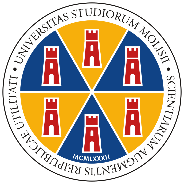 · UNIVERSITAS STUDIORUM MOLISII · SCIENTIARUM AUGMENTIS REIPUBLICAE UTILITATI
MCMLXXXII